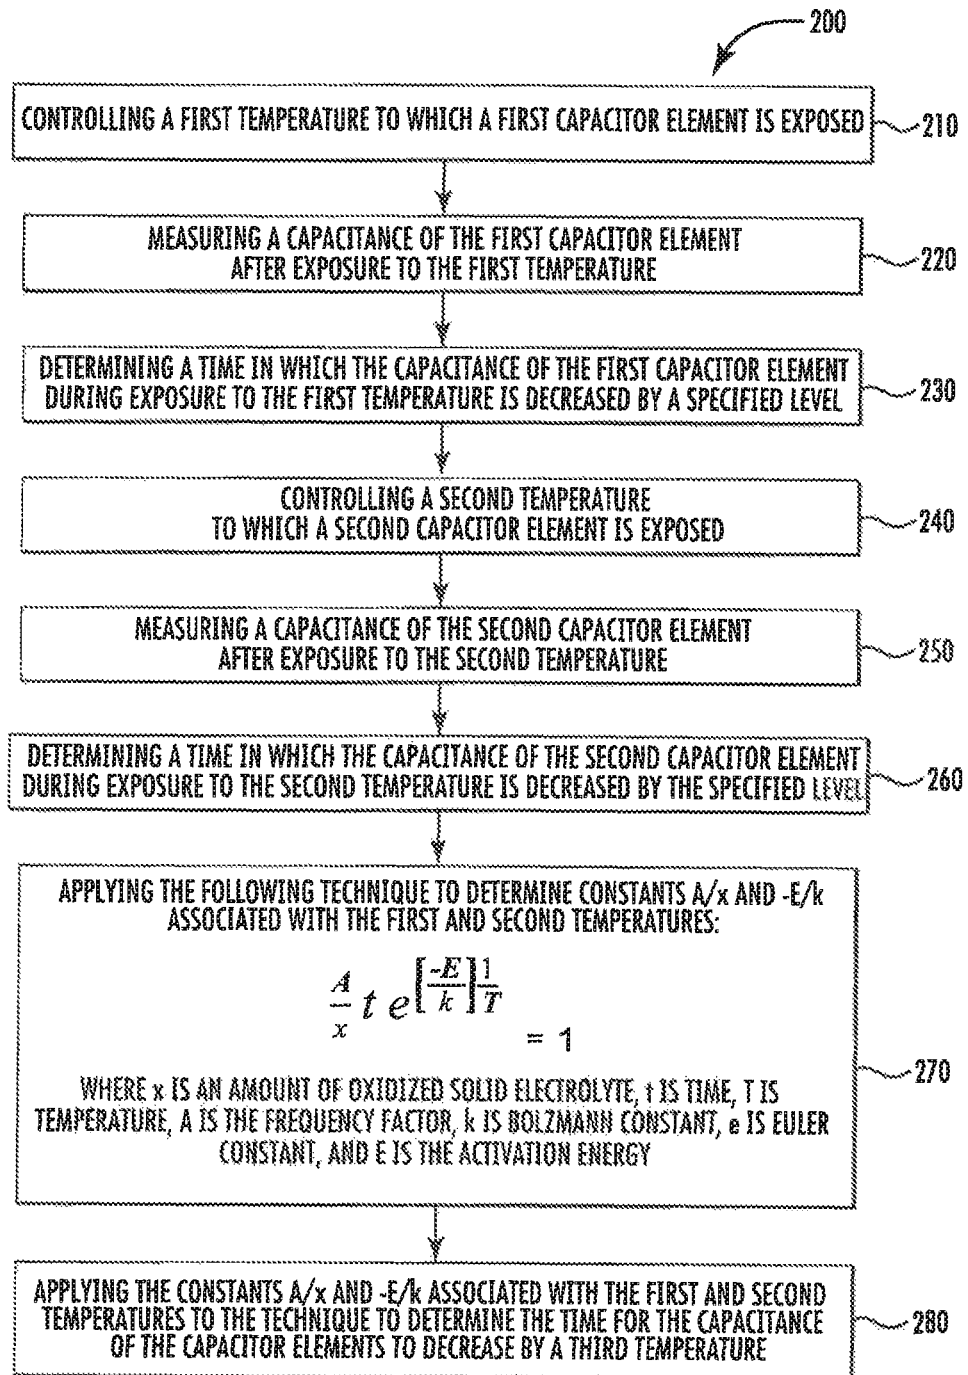 200
CONTROLLING A FIRST TEMPERATURE TO WHICH A FIRST CAPACITOR ELEMENT IS EXPOSED
210
MEASURING A CAPACITANCE OF THE FIRST CAPACITOR ELEMENT
AFTER EXPOSURE TO THE FIRST TEMPERATURE
220
DETERMINING A TIME IN WHICH THE CAPACITANCE OF THE FIRST CAPACITOR ELEMENT
DURING EXPOSURE TO THE FIRST TEMPERATURE IS DECREASED BY A SPECIFIED LEVEL
230
CONTROLLING A SECOND TEMPERATURE
TO WHICH A SECOND CAPACITOR ELEMENT IS EXPOSED
240
MEASURING A CAPACITANCE OF THE SECOND CAPACITOR ELEMENT
AFTER EXPOSURE TO THE SECOND TEMPERATURE
250
DETERMINING A TIME IN WHICH THE CAPACITANCE OF THE SECOND CAPACITOR ELEMENT
DURING EXPOSURE TO THE SECOND TEMPERATURE IS DECREASED BY THE SPECIFIED LEVEL
260
APPLYING THE FOLLOWING TECHNIQUE TO DETERMINE CONSTANTS A/x AND -E/k
ASSOCIATED WITH THE FIRST AND SECOND TEMPERATURES:
A/x t e^[-E/k] 1/T = 1
WHERE x IS AN AMOUNT OF OXIDIZED SOLID ELECTROLYTE, t IS TIME, T IS
TEMPERATURE, A IS THE FREQUENCY FACTOR, k IS BOLZMANN CONSTANT, e IS EULER
CONSTANT, AND E IS THE ACTIVATION ENERGY
270
APPLYING THE CONSTANTS A/x AND -E/k ASSOCIATED WITH THE FIRST AND SECOND
TEMPERATURES TO THE TECHNIQUE TO DETERMINE THE TIME FOR THE CAPACITANCE
OF THE CAPACITOR ELEMENTS TO DECREASE BY A THIRD TEMPERATURE
280